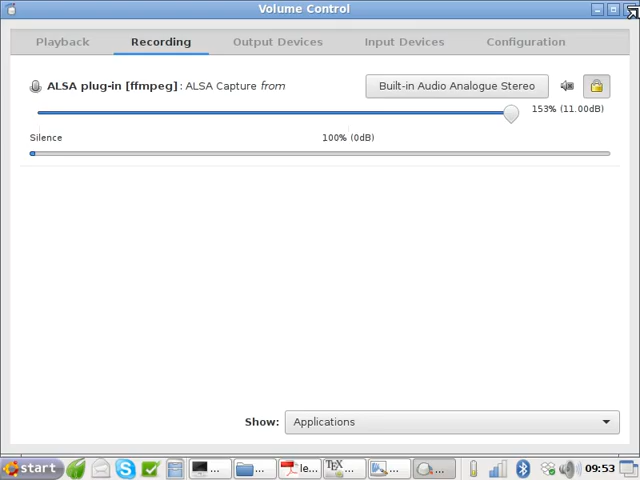 Volume Control
Playback Recording Output Devices Input Devices Configuration
ALSA plug-in [ffmpeg] : ALSA Capture from Built-in Audio Analogue Stereo
153% (11.00dB)
Silence 100% (0dB)
Show: Applications
start ... ... le... ... ... ... 09:53